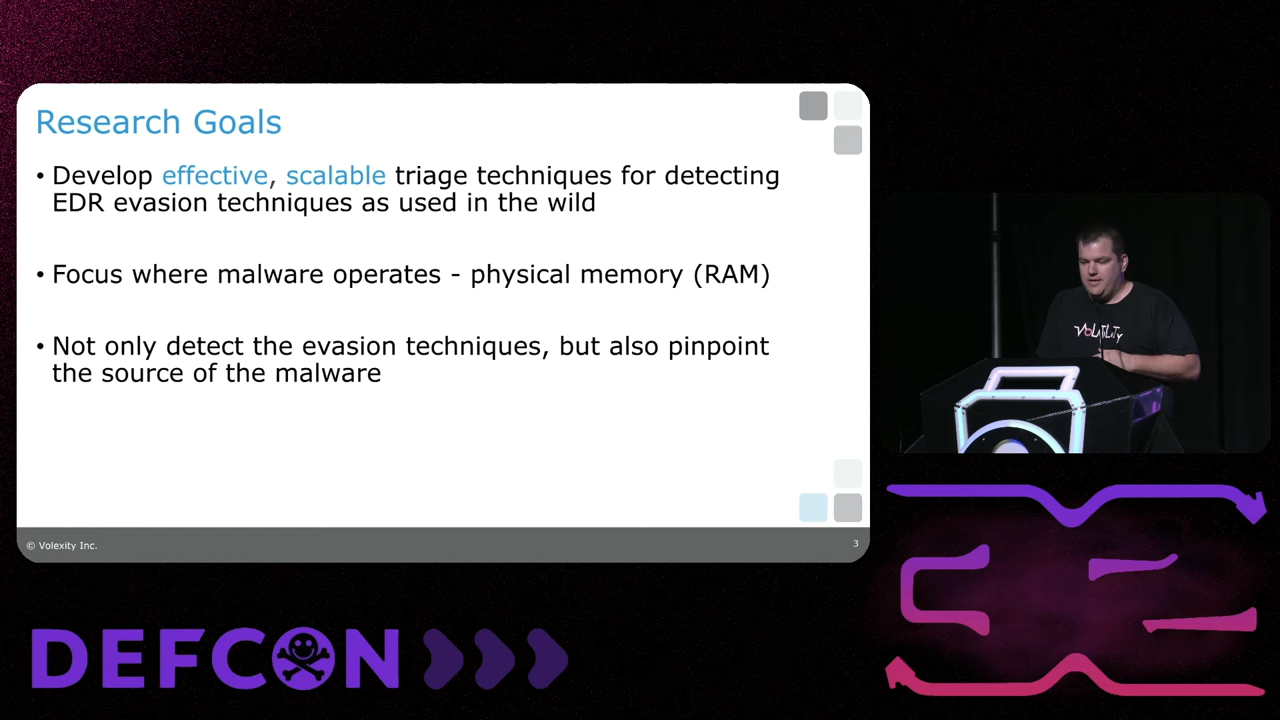 Research Goals
• Develop effective, scalable triage techniques for detecting
EDR evasion techniques as used in the wild
• Focus where malware operates - physical memory (RAM)
• Not only detect the evasion techniques, but also pinpoint
the source of the malware
© Volexity Inc.
3
VOLATILITY
DEFCON